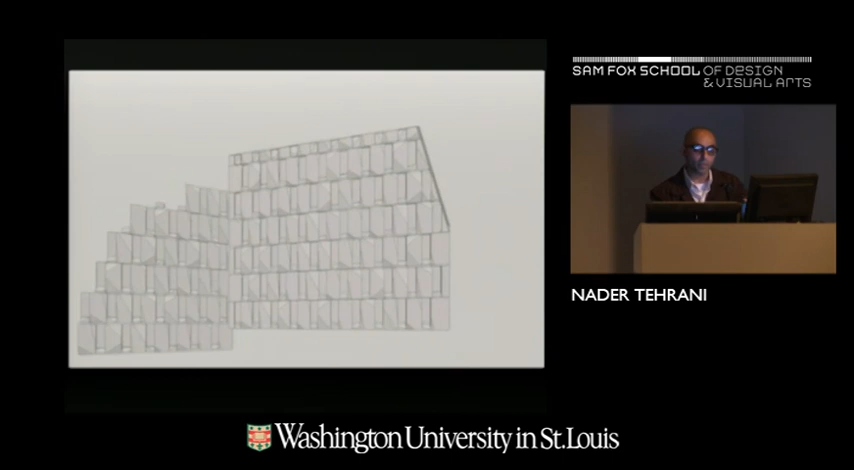 SAM FOX SCHOOL OF DESIGN
& VISUAL ARTS
NADER TEHRANI
Washington University in St. Louis